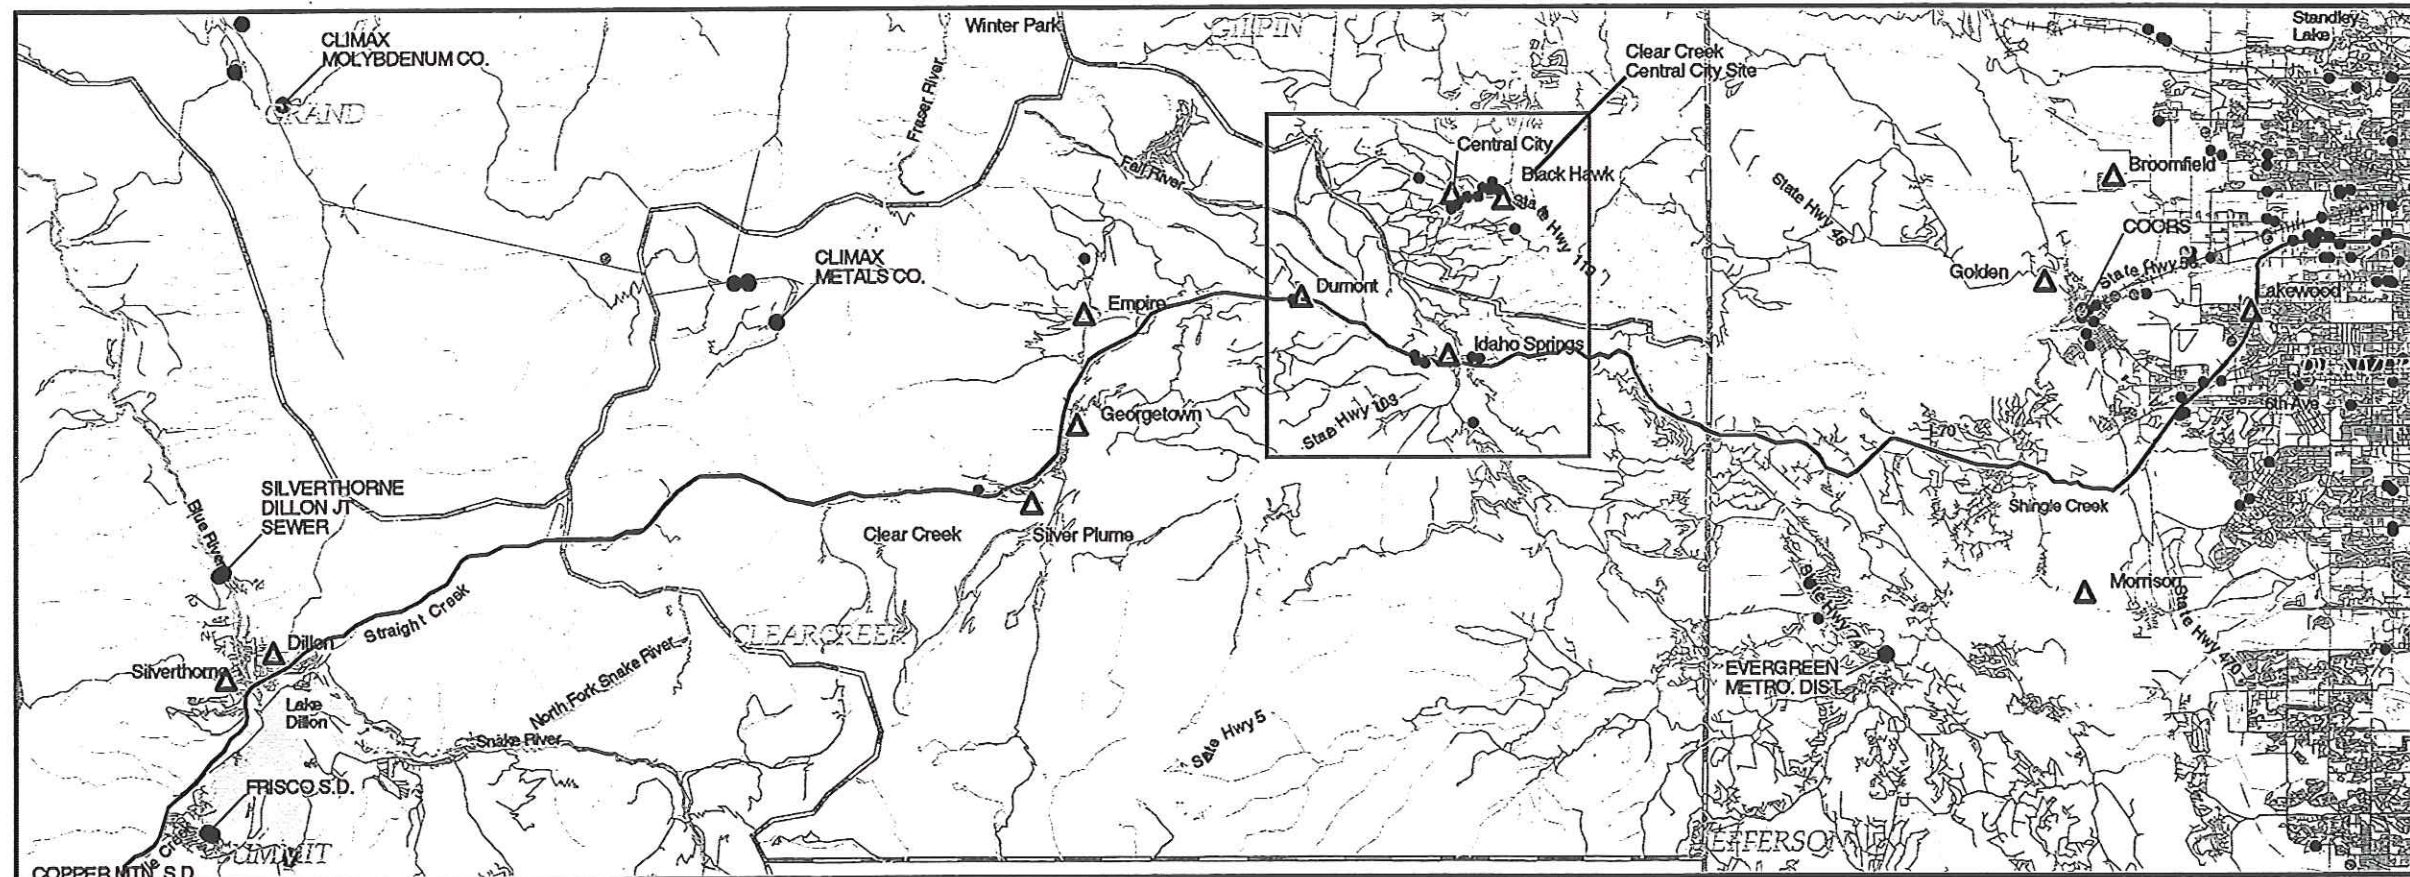 Winter Park
GILPIN
Standley
Lake
CLIMAX
MOLYBDENUM CO.
GRAND
Fraser River
Clear Creek
Central City Site
Central City
Black Hawk
State Hwy 119
Fall River
State Hwy 46
Broomfield
COORS
Golden
State Hwy 58
Lakewood
CLIMAX
METALS CO.
Empire
Dumont
Idaho Springs
Georgetown
State Hwy 103
6th Ave
70
Shingle Creek
SILVERTHORNE
DILLON JT
SEWER
Blue River
Clear Creek
Silver Plume
Straight Creek
Dillon
Silverthorne
Lake
Dillon
North Fork Snake River
Snake River
CLEAR CREEK
State Hwy 5
State Hwy 74
EVERGREEN
METRO. DIST.
Morrison
State Hwy 470
FRISCO S.D.
SUMMIT
EFFERSON
COPPER MTN. S.D.